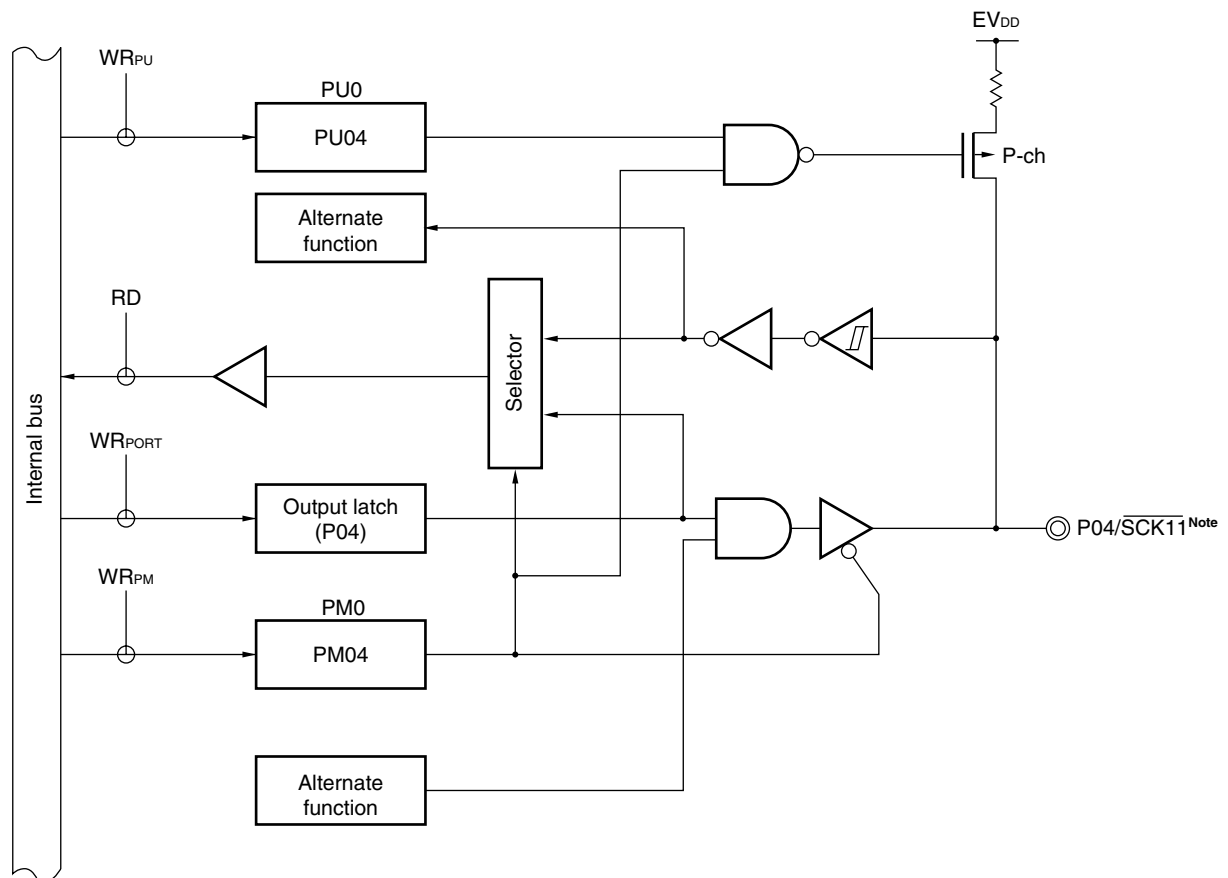 EVDD
WRPU
PU0
PU04
P-ch
Alternate
function
RD
Selector
Internal bus
WRPORT
Output latch
(P04)
P04/SCK11Note
WRPM
PM0
PM04
Alternate
function